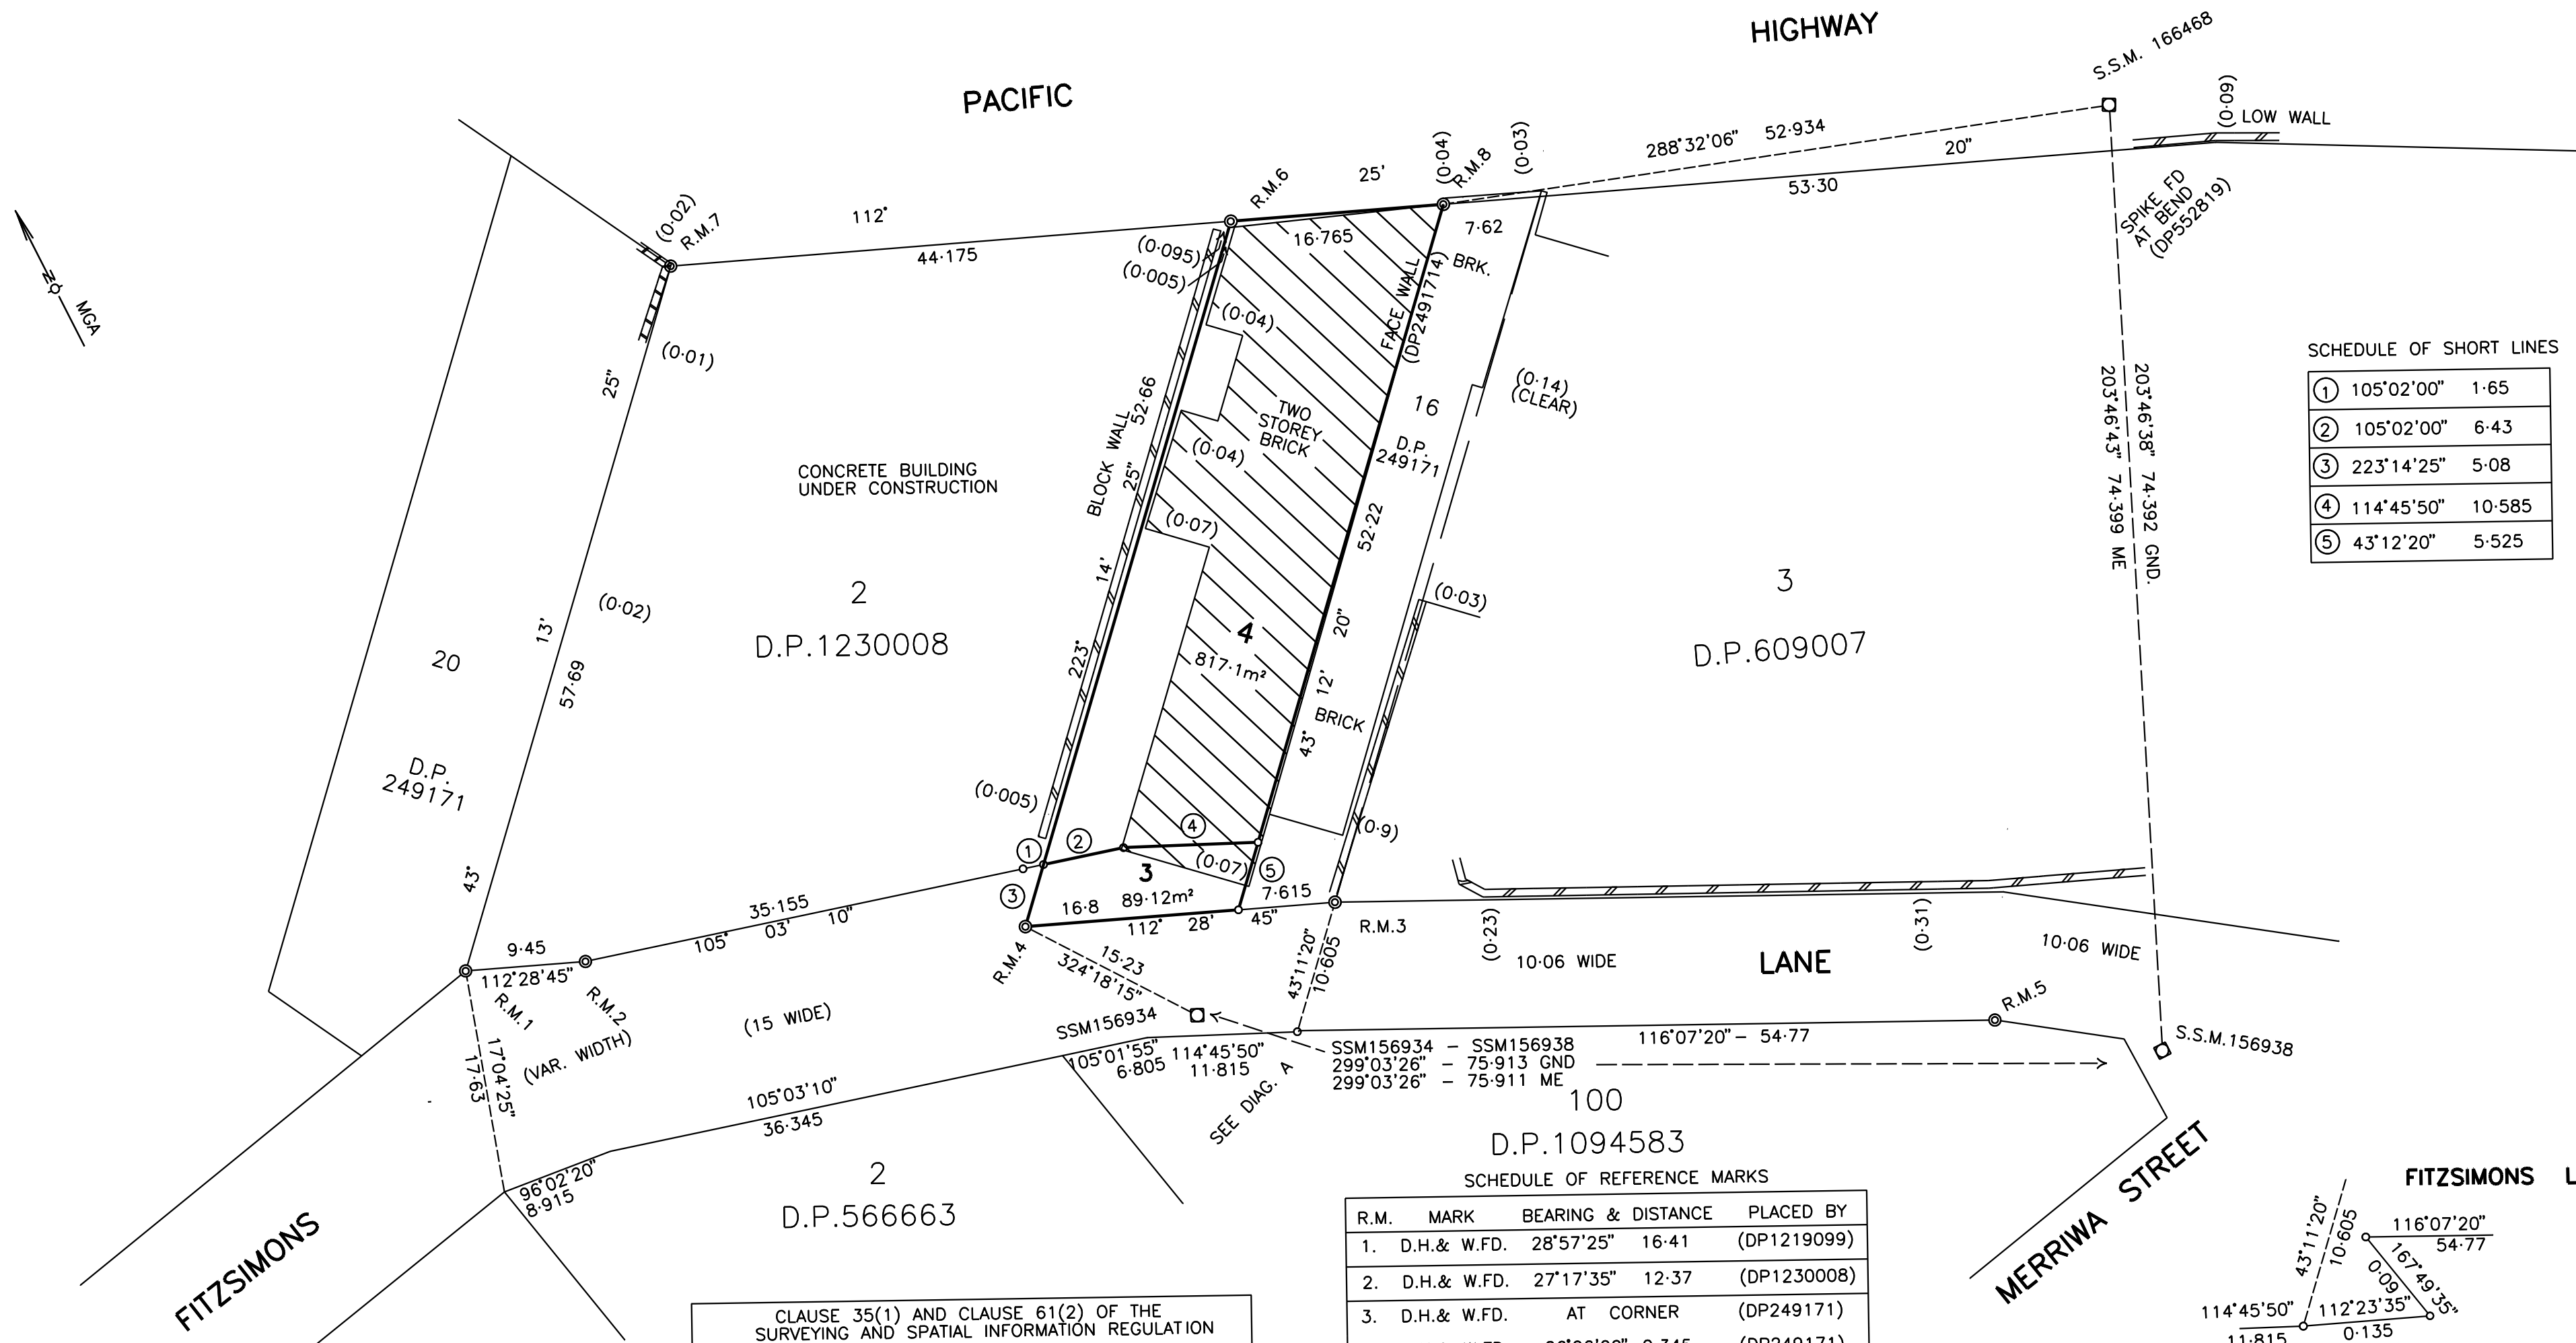 HIGHWAY
PACIFIC
S.S.M. 166468
(0·09)
LOW WALL
288°32'06" 52·934
20"
53·30
SPIKE FD
AT BEND
(DP552819)
MGA
N
(0·02)
R.M.7
112°
44·175
R.M.6
25'
(0·04)
R.M.8
(0·03)
16·765
7·62
BRK.
(0·095)
(0·005)
(0·04)
FACE WALL
(DP2491714)
(0·01)
25"
BLOCK WALL
52·66
25"
TWO
STOREY
BRICK
(0·04)
16
D.P.
249171
(0·14)
(CLEAR)
203°46'38" 74·392 GND.
203°46'43" 74·399 ME
SCHEDULE OF SHORT LINES
1 105°02'00" 1·65
2 105°02'00" 6·43
3 223°14'25" 5·08
4 114°45'50" 10·585
5 43°12'20" 5·525
CONCRETE BUILDING
UNDER CONSTRUCTION
(0·07)
52·22
14'
2
D.P.1230008
3
D.P.609007
(0·02)
13'
57·69
(0·03)
20"
4
817·1m²
223°
12'
BRICK
43°
20
D.P.
249171
(0·005)
(0·9)
1
2
4
3
(0·07)
5
3
43°
16·8
89·12m²
7·615
112° 28' 45"
R.M.3
35·155
105° 03' 10"
9·45
112°28'45"
R.M.1
R.M.2
R.M.4
15·23
324°18'15"
43°11'20"
10·605
(0·23)
(0·31)
10·06 WIDE
LANE
10·06 WIDE
R.M.5
(15 WIDE)
(VAR. WIDTH)
17°04'25"
17·63
SSM156934
105°01'55"
6·805
114°45'50"
11·815
SEE DIAG. A
SSM156934 – SSM156938
299°03'26" – 75·913 GND
299°03'26" – 75·911 ME
116°07'20" – 54·77
S.S.M.156938
105°03'10"
36·345
96°02'20"
8·915
2
D.P.566663
100
D.P.1094583
FITZSIMONS
MERRIWA STREET
SCHEDULE OF REFERENCE MARKS
R.M. MARK BEARING & DISTANCE PLACED BY
1. D.H.& W.FD. 28°57'25" 16·41 (DP1219099)
2. D.H.& W.FD. 27°17'35" 12·37 (DP1230008)
3. D.H.& W.FD. AT CORNER (DP249171)
CLAUSE 35(1) AND CLAUSE 61(2) OF THE
SURVEYING AND SPATIAL INFORMATION REGULATION
FITZSIMONS L
43°11'20"
10·605
116°07'20"
54·77
167°49'35"
0·09
114°45'50"
11·815
112°23'35"
0·135